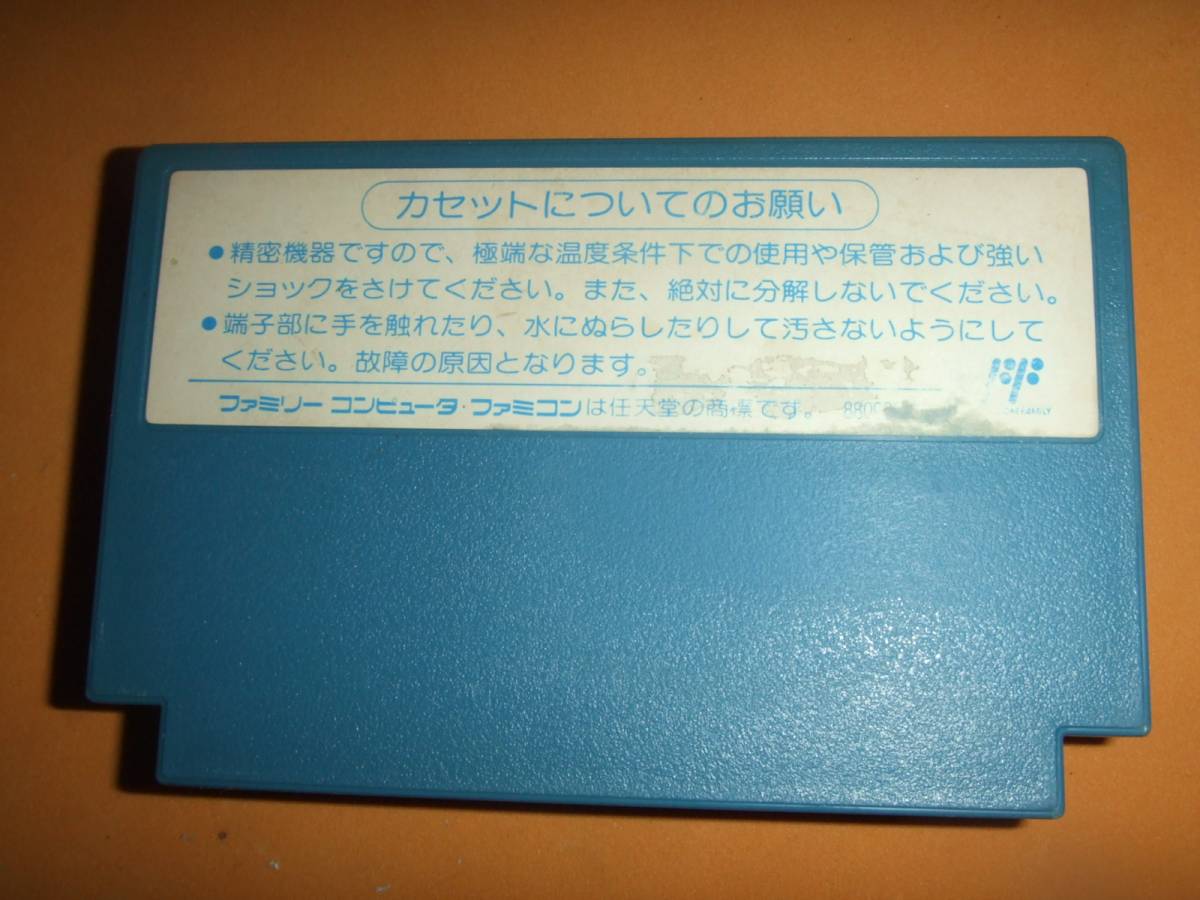 カセットについてのお願い
●精密機器ですので、極端な温度条件下での使用や保管および強い
ショックをさけてください。また、絶対に分解しないでください。
●端子部に手を触れたり、水にぬらしたりして汚さないようにして
ください。故障の原因となります。
ファミリーコンピュータ・ファミコンは任天堂の商標です。